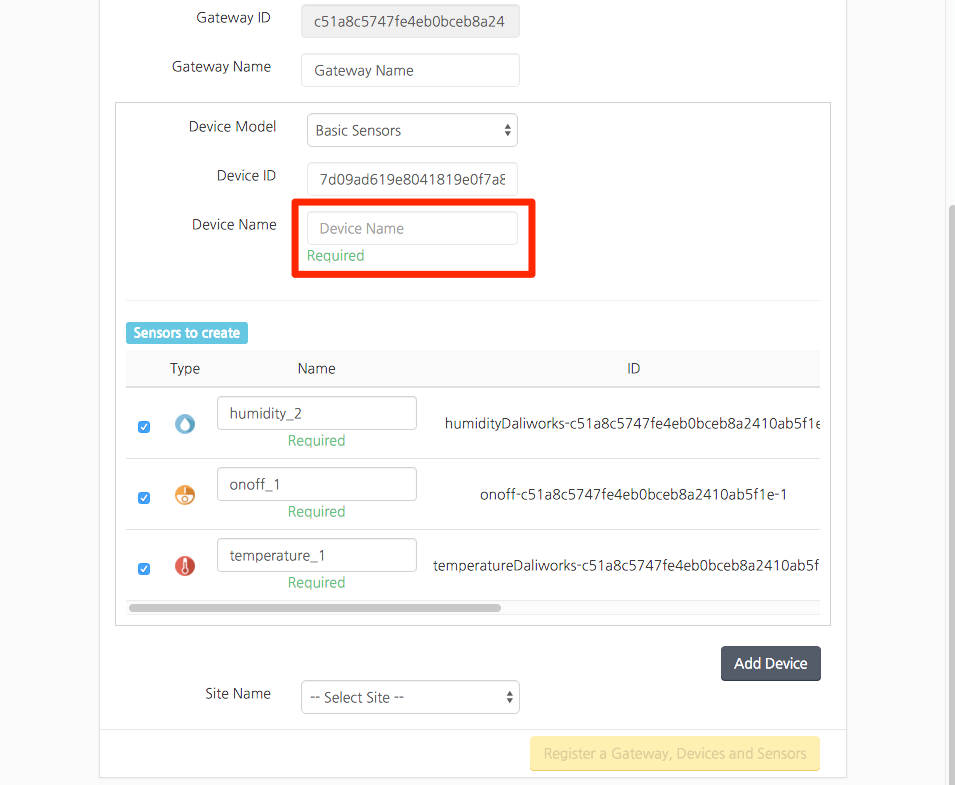 Gateway ID
c51a8c5747fe4eb0bceb8a24
Gateway Name
Gateway Name
Device Model
Basic Sensors
Device ID
7d09ad619e8041819e0f7a8
Device Name
Device Name
Required
Sensors to create
Type Name ID
humidity_2
humidityDaliworks-c51a8c5747fe4eb0bceb8a2410ab5f1e
Required
onoff_1
onoff-c51a8c5747fe4eb0bceb8a2410ab5f1e-1
Required
temperature_1
temperatureDaliworks-c51a8c5747fe4eb0bceb8a2410ab5f
Required
Add Device
Site Name
-- Select Site --
Register a Gateway, Devices and Sensors